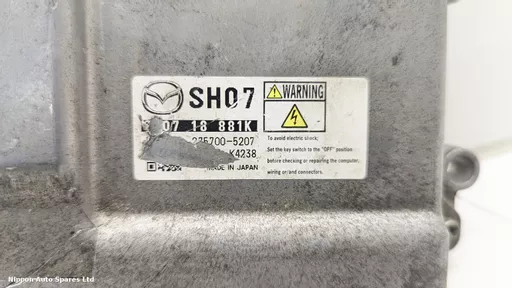 SH07
WARNING
07 18 881K
275700-5207
K4238
MADE IN JAPAN
To avoid electric shock;
Set the key switch to the "OFF" position
before checking or repairing the computer,
wiring or/and connectors.
Nippon Auto Spares Ltd